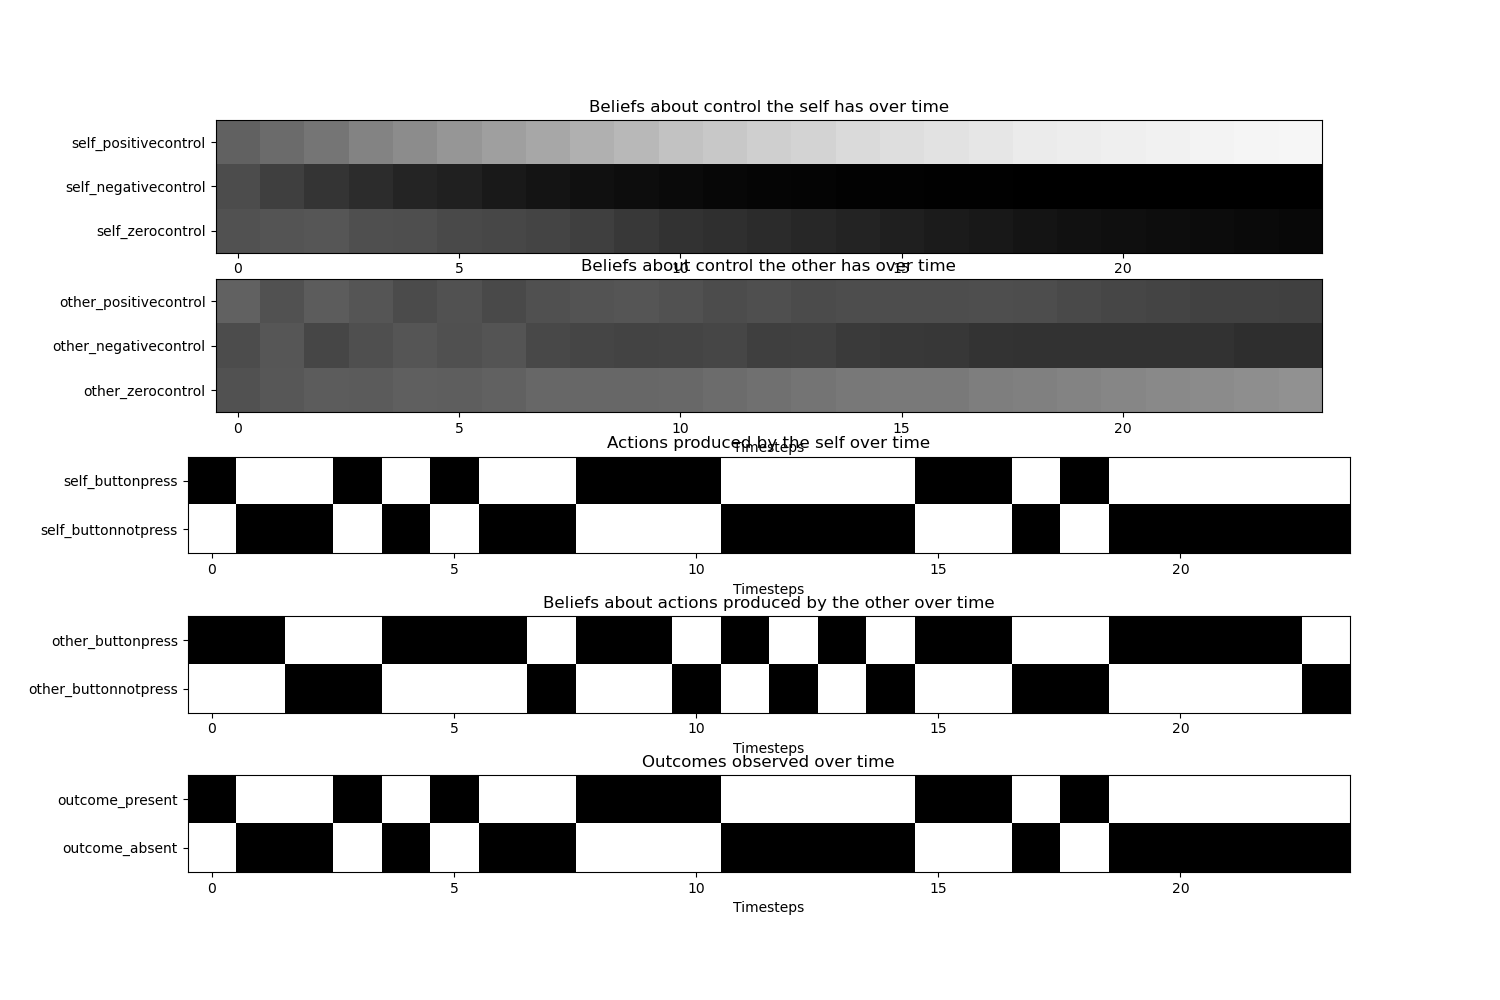 Beliefs about control the self has over time
self_positivecontrol
self_negativecontrol
self_zerocontrol
0 5 10 15 20
Beliefs about control the other has over time
other_positivecontrol
other_negativecontrol
other_zerocontrol
0 5 10 15 20
Timesteps
Actions produced by the self over time
self_buttonpress
self_buttonnotpress
0 5 10 15 20
Timesteps
Beliefs about actions produced by the other over time
other_buttonpress
other_buttonnotpress
0 5 10 15 20
Timesteps
Outcomes observed over time
outcome_present
outcome_absent
0 5 10 15 20
Timesteps